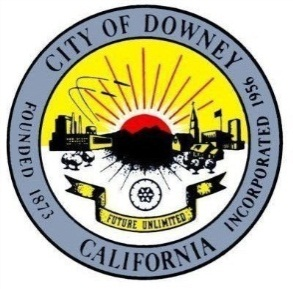 CITY OF DOWNEY
FOUNDED 1873
INCORPORATED 1956
FUTURE UNLIMITED
CALIFORNIA